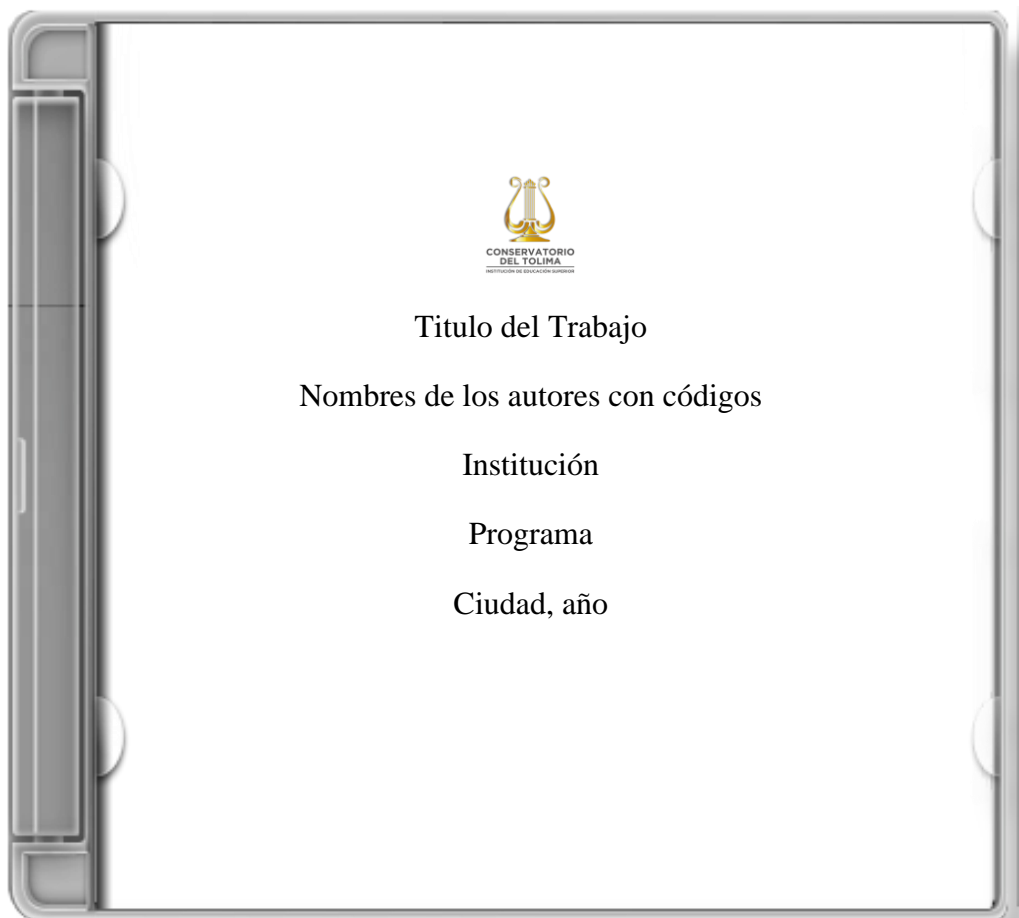 CONSERVATORIO
DEL TOLIMA
INSTITUCIÓN DE EDUCACIÓN SUPERIOR
Titulo del Trabajo
Nombres de los autores con códigos
Institución
Programa
Ciudad, año